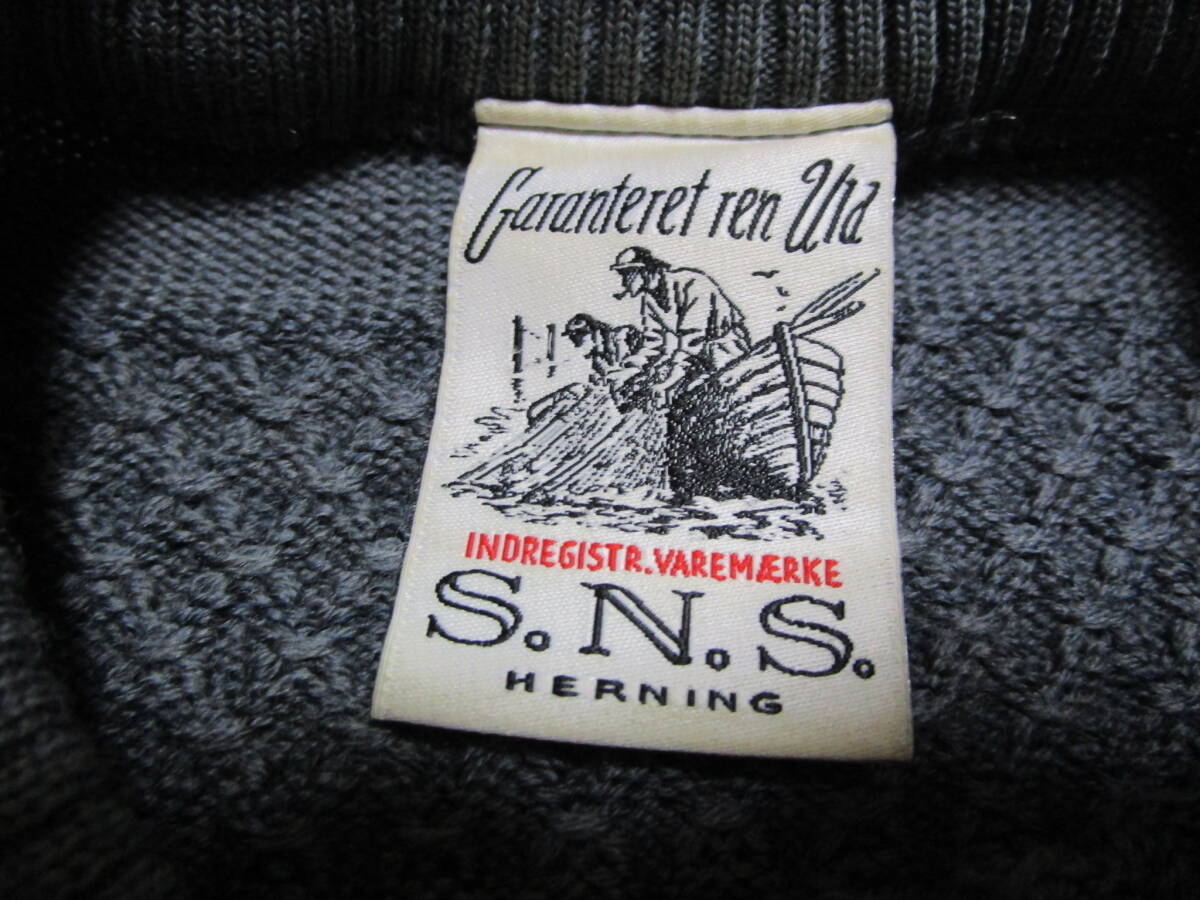 Garanteret ren Uld
INDREGISTR.VAREMÆRKE
S.N.S.
HERNING